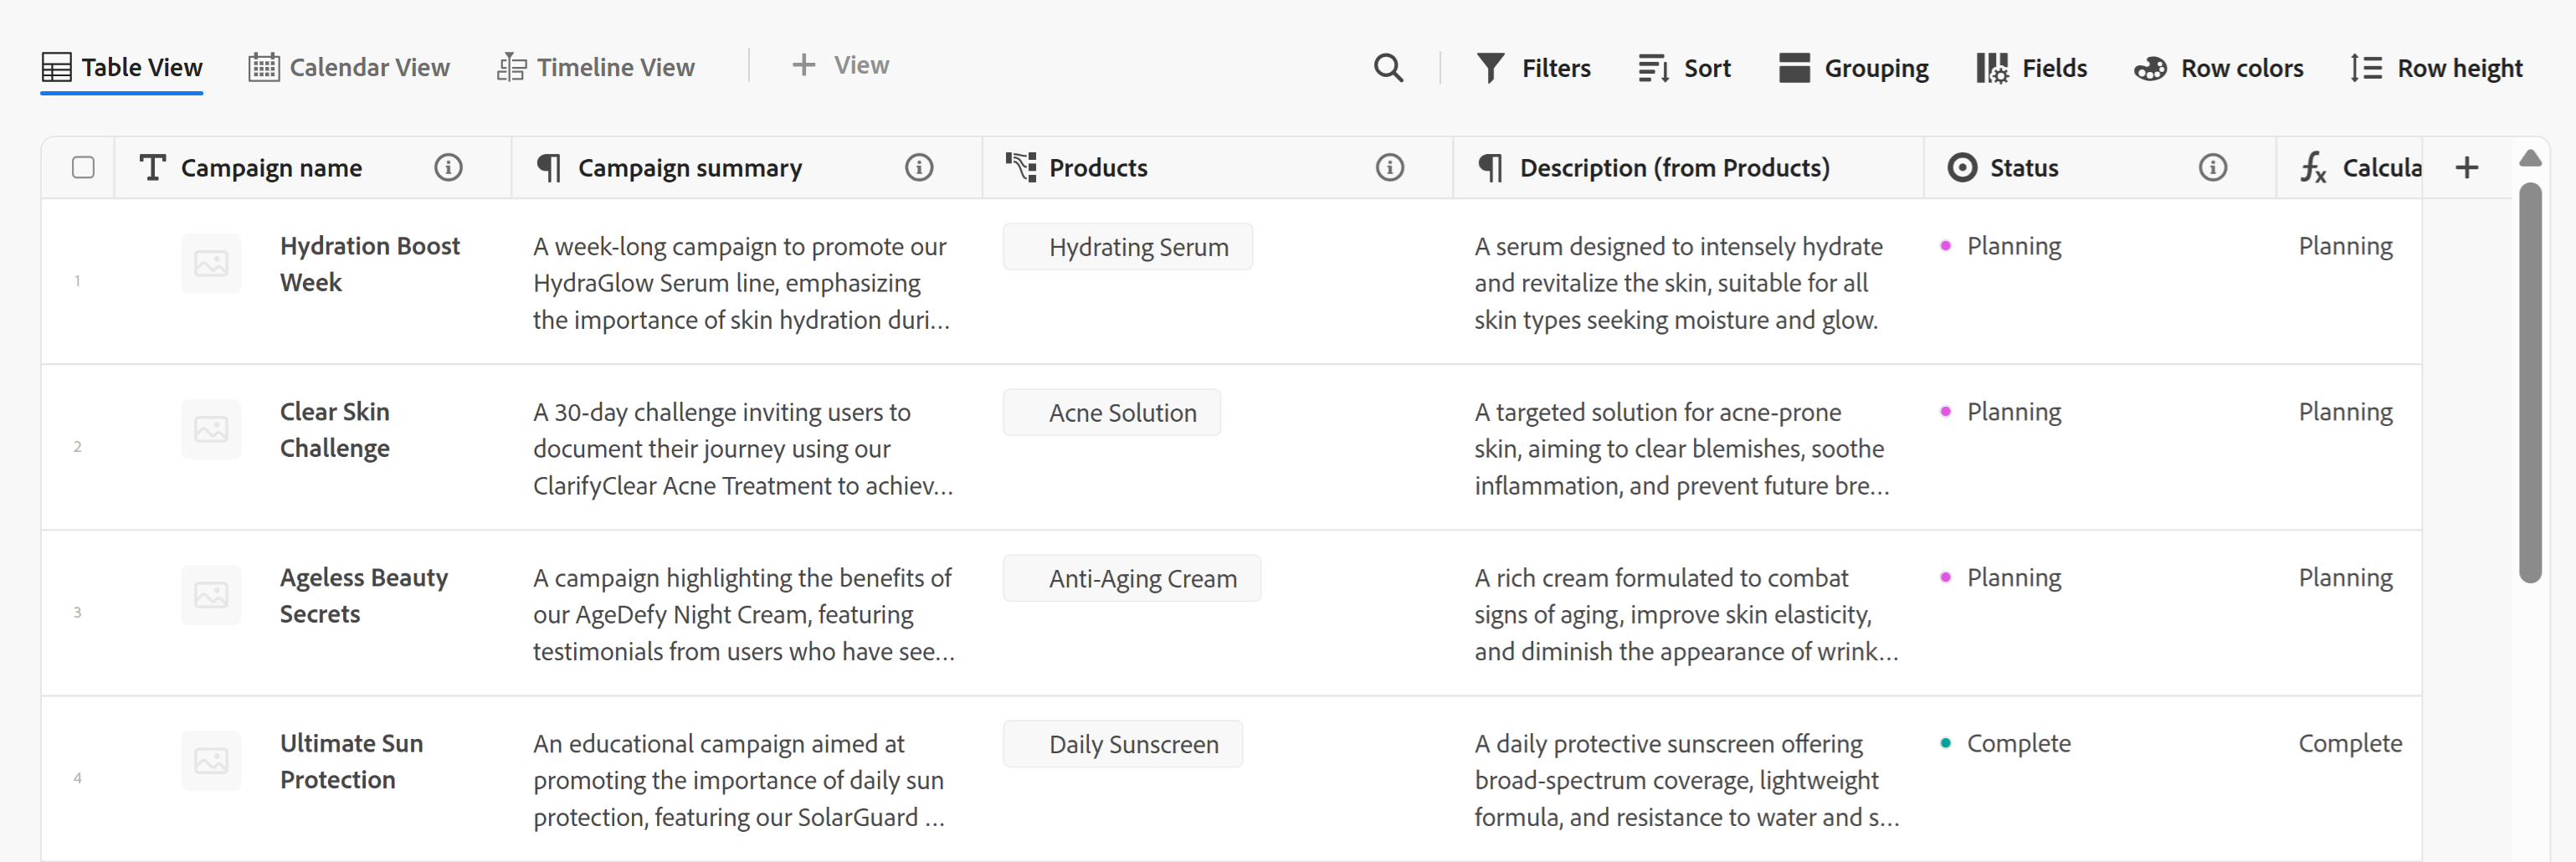 Table View Calendar View Timeline View + View Filters Sort Grouping Fields Row colors Row height
Campaign name Campaign summary Products Description (from Products) Status Calcula
1
Hydration Boost
Week
A week-long campaign to promote our
HydraGlow Serum line, emphasizing
the importance of skin hydration duri...
Hydrating Serum
A serum designed to intensely hydrate
and revitalize the skin, suitable for all
skin types seeking moisture and glow.
Planning
Planning
2
Clear Skin
Challenge
A 30-day challenge inviting users to
document their journey using our
ClarifyClear Acne Treatment to achiev...
Acne Solution
A targeted solution for acne-prone
skin, aiming to clear blemishes, soothe
inflammation, and prevent future bre...
Planning
Planning
3
Ageless Beauty
Secrets
A campaign highlighting the benefits of
our AgeDefy Night Cream, featuring
testimonials from users who have see...
Anti-Aging Cream
A rich cream formulated to combat
signs of aging, improve skin elasticity,
and diminish the appearance of wrink...
Planning
Planning
4
Ultimate Sun
Protection
An educational campaign aimed at
promoting the importance of daily sun
protection, featuring our SolarGuard ...
Daily Sunscreen
A daily protective sunscreen offering
broad-spectrum coverage, lightweight
formula, and resistance to water and s...
Complete
Complete